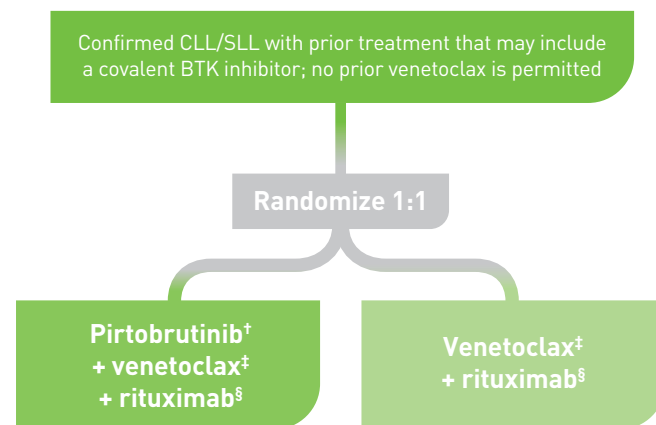 Confirmed CLL/SLL with prior treatment that may include
a covalent BTK inhibitor; no prior venetoclax is permitted
Randomize 1:1
Pirtobrutinib†
+ venetoclax‡
+ rituximab§
Venetoclax‡
+ rituximab§